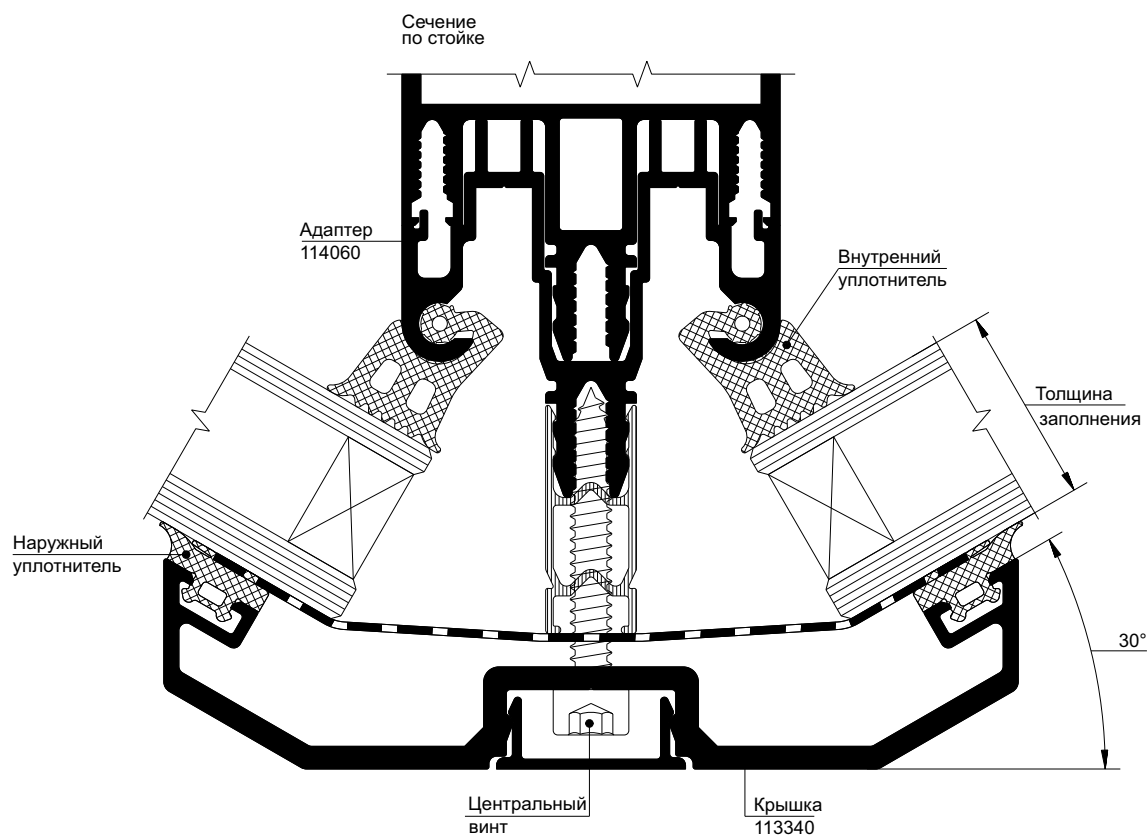 Сечение
по стойке
Адаптер
114060
Внутренний
уплотнитель
Толщина
заполнения
Наружный
уплотнитель
30°
Центральный
винт
Крышка
113340